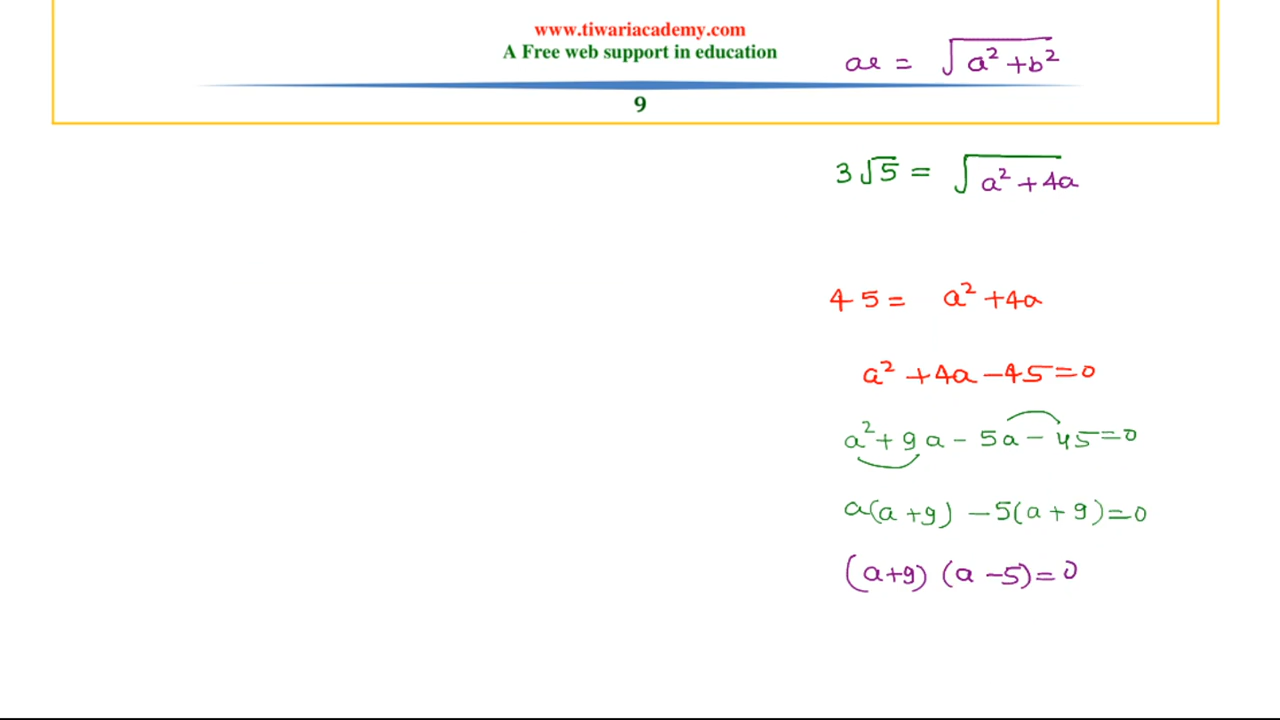 www.tiwariacademy.com
A Free web support in education
ae = √(a² + b²)
9
3√5 = √(a² + 4a)
45 = a² + 4a
a² + 4a - 45 = 0
a² + 9a - 5a - 45 = 0
a(a + 9) - 5(a + 9) = 0
(a + 9) (a - 5) = 0